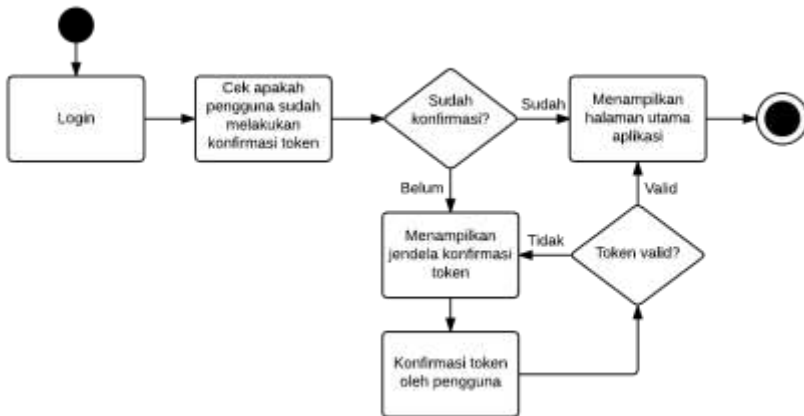 Login
Cek apakah
pengguna sudah
melakukan
konfirmasi token
Sudah
konfirmasi?
Sudah
Menampilkan
halaman utama
aplikasi
Belum
Valid
Menampilkan
jendela konfirmasi
token
Tidak
Token valid?
Konfirmasi token
oleh pengguna